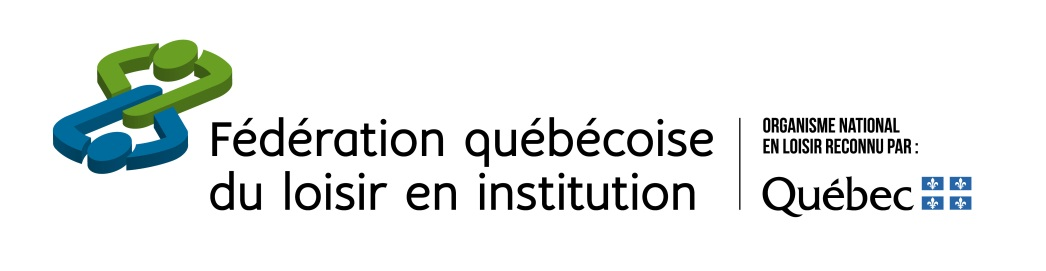 Fédération québécoise
du loisir en institution
ORGANISME NATIONAL
EN LOISIR RECONNU PAR :
Québec